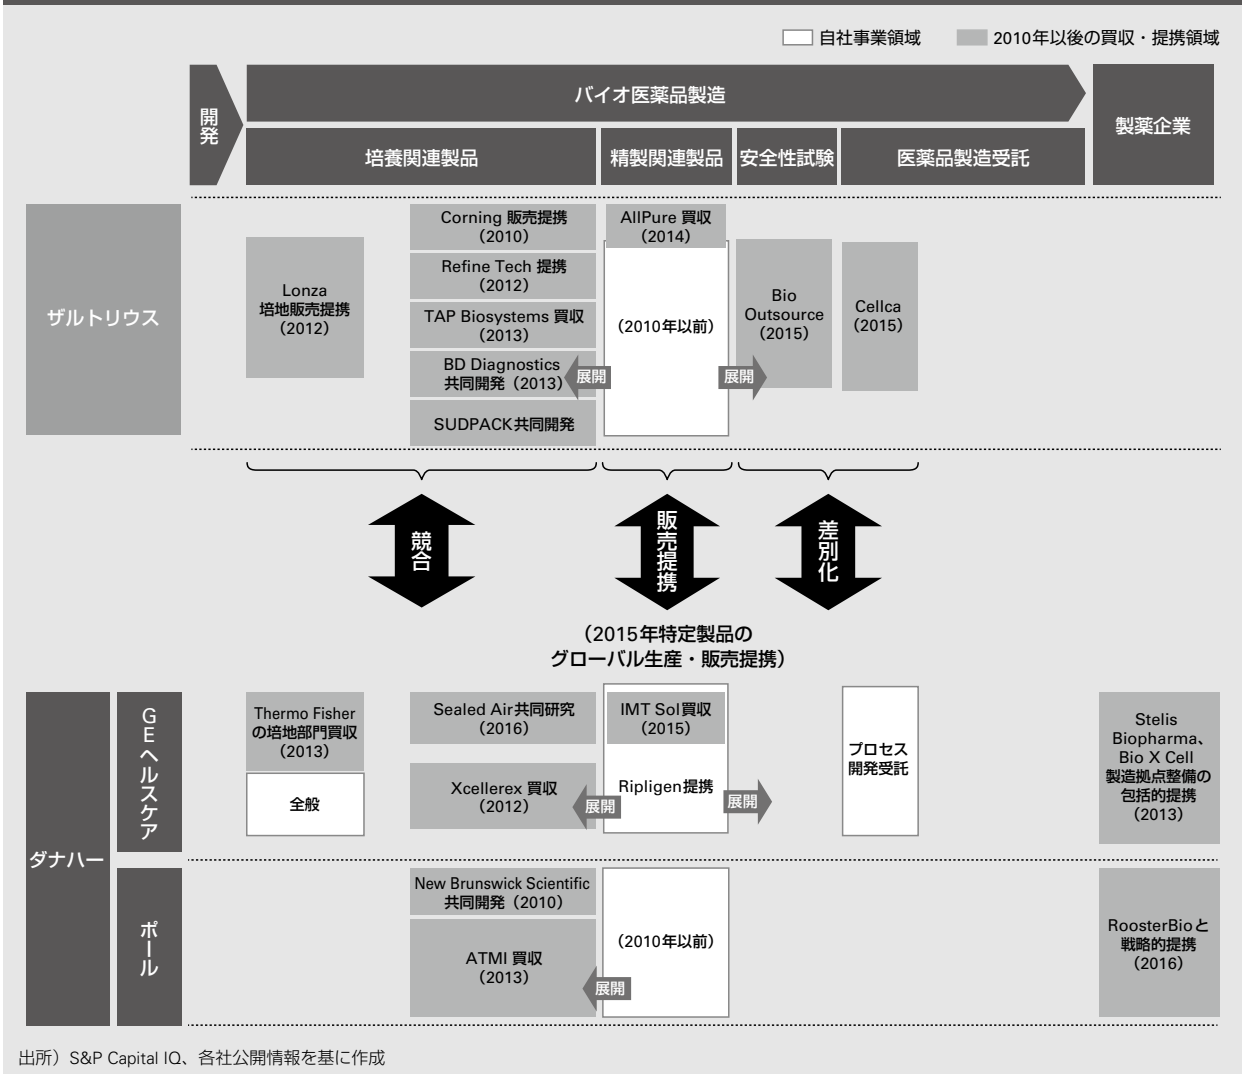 自社事業領域
2010年以後の買収・提携領域
開発
バイオ医薬品製造
製薬企業
培養関連製品
精製関連製品
安全性試験
医薬品製造受託
ザルトリウス
Lonza
培地販売提携
（2012）
Corning 販売提携
（2010）
Refine Tech 提携
（2012）
TAP Biosystems 買収
（2013）
BD Diagnostics
共同開発（2013）
SUDPACK共同開発
展開
AllPure 買収
（2014）
（2010年以前）
展開
Bio
Outsource
（2015）
Cellca
（2015）
競合
販売提携
差別化
（2015年特定製品の
グローバル生産・販売提携）
ダナハー
GEヘルスケア
Thermo Fisher
の培地部門買収
（2013）
全般
Sealed Air共同研究
（2016）
Xcellerex 買収
（2012）
展開
IMT Sol買収
（2015）
Ripligen提携
展開
プロセス
開発受託
Stelis
Biopharma、
Bio X Cell
製造拠点整備の
包括的提携
（2013）
ポール
New Brunswick Scientific
共同開発（2010）
ATMI 買収
（2013）
展開
（2010年以前）
RoosterBioと
戦略的提携
（2016）
出所）S&P Capital IQ、各社公開情報を基に作成